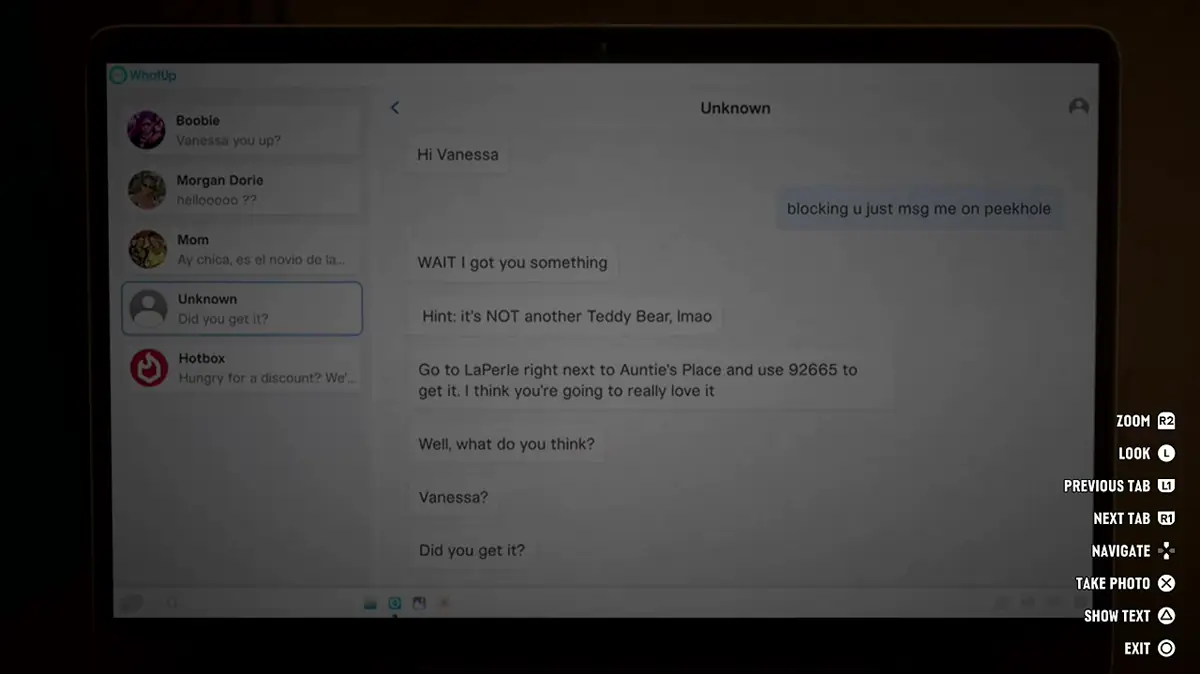 WhatUp
Booble
Vanessa you up?
Morgan Dorie
hellooooo ??
Mom
Ay chica, es el novio de la...
Unknown
Did you get it?
Hotbox
Hungry for a discount? We'...
Unknown
Hi Vanessa
blocking u just msg me on peekhole
WAIT I got you something
Hint: it's NOT another Teddy Bear, lmao
Go to LaPerle right next to Auntie's Place and use 92665 to
get it. I think you're going to really love it
Well, what do you think?
Vanessa?
Did you get it?
ZOOM R2
LOOK L
PREVIOUS TAB L1
NEXT TAB R1
NAVIGATE
TAKE PHOTO
SHOW TEXT
EXIT